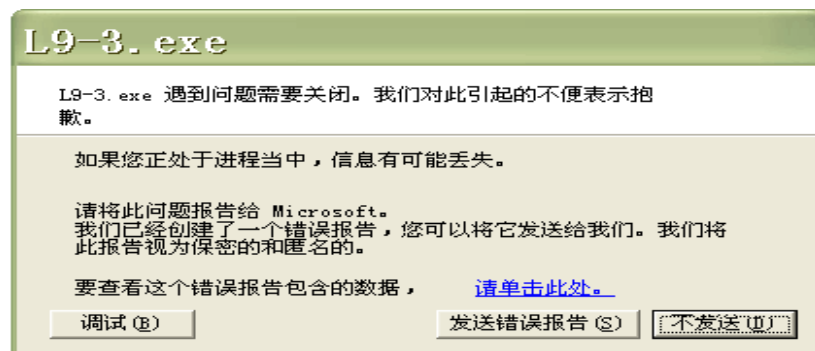 L9-3.exe
L9-3.exe 遇到问题需要关闭。我们对此引起的不便表示抱
歉。
如果您正处于进程当中，信息有可能丢失。
请将此问题报告给 Microsoft。
我们已经创建了一个错误报告，您可以将它发送给我们。我们将
此报告视为保密的和匿名的。
要查看这个错误报告包含的数据， 请单击此处。
调试(B) 发送错误报告(S) 不发送(D)